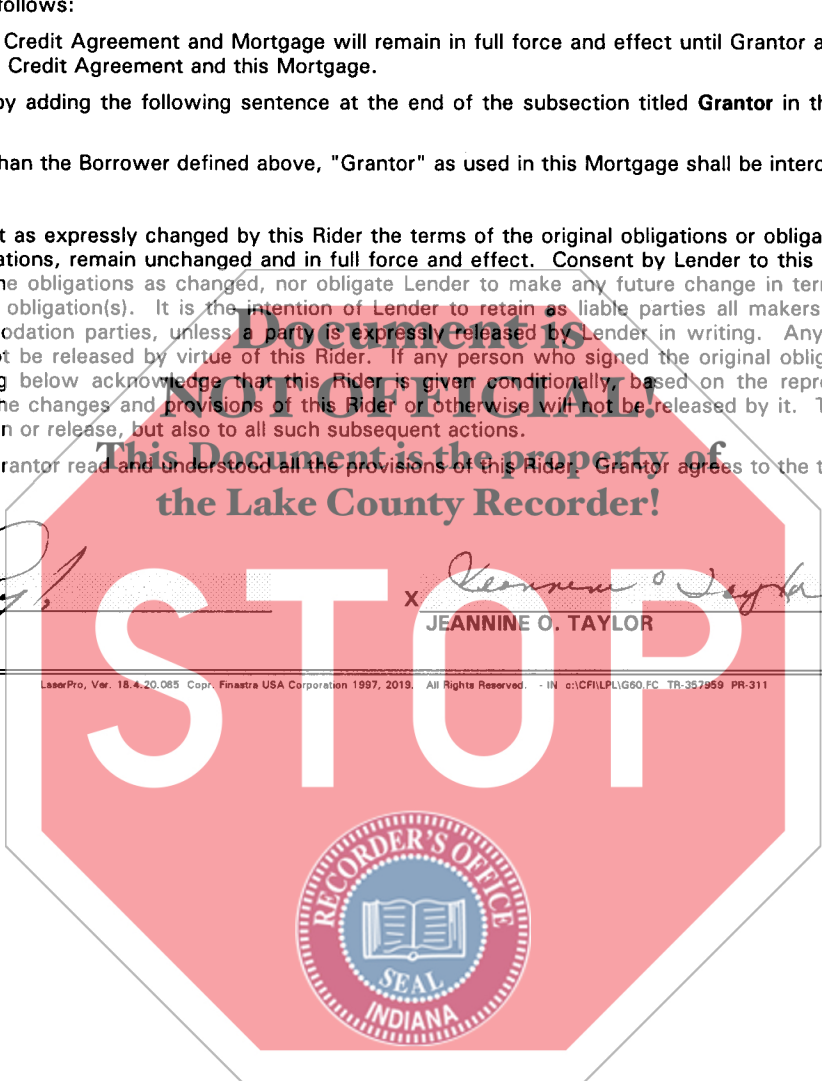 follows:
Credit Agreement and Mortgage will remain in full force and effect until Grantor a
Credit Agreement and this Mortgage.
by adding the following sentence at the end of the subsection titled Grantor in th
than the Borrower defined above, "Grantor" as used in this Mortgage shall be interc
t as expressly changed by this Rider the terms of the original obligations or obliga
ations, remain unchanged and in full force and effect. Consent by Lender to this
ne obligations as changed, nor obligate Lender to make any future change in ter
obligation(s). It is the intention of Lender to retain as liable parties all makers
Document is
odation parties, unless a party is expressly released by Lender in writing. Any
t be released by virtue of this Rider. If any person who signed the original oblig
g below acknowledge that this Rider is given conditionally, based on the repr
NOT OFFICIAL!
he changes and provisions of this Rider or otherwise will not be released by it. T
n or release, but also to all such subsequent actions.
This Document is the property of
rantor read and understood all the provisions of this Rider. Grantor agrees to the t
the Lake County Recorder!
X Jeannine O Taylor
JEANNINE O. TAYLOR
STOP
LaserPro, Ver. 18.4.20.085 Copr. Finastra USA Corporation 1997, 2019. All Rights Reserved. - IN c:\CFI\LPL\G60.FC TR-357959 PR-311
RECORDER'S OFFICE
SEAL
INDIANA